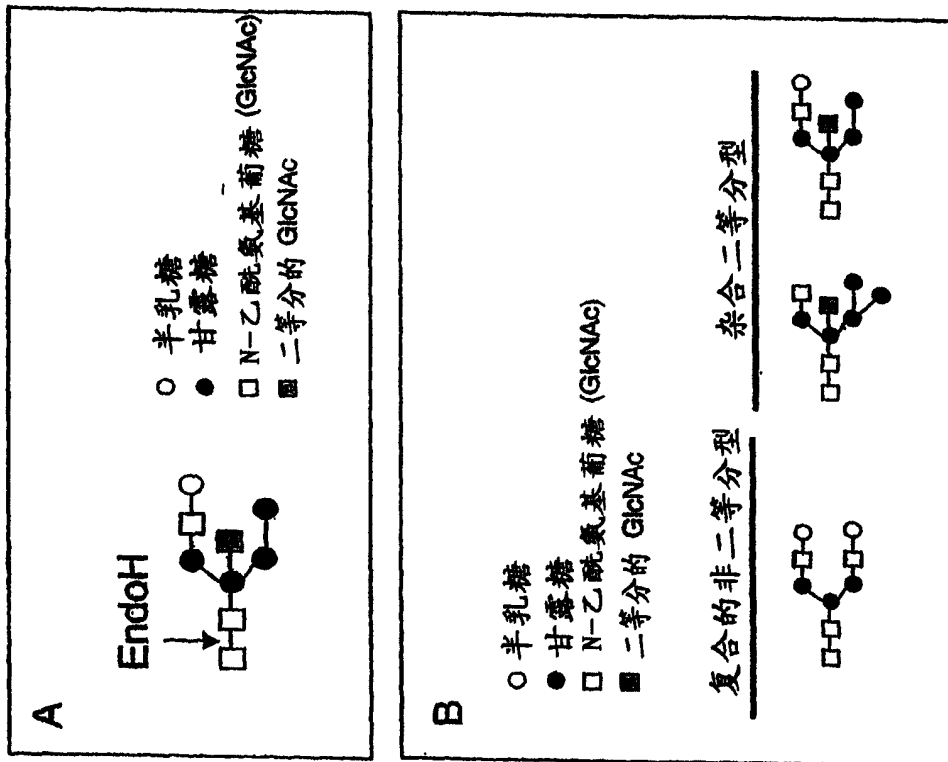 A
EndoH
半乳糖
甘露糖
N-乙酰氨基葡糖 (GlcNAc)
二等分的 GlcNAc
B
半乳糖
甘露糖
N-乙酰氨基葡糖 (GlcNAc)
二等分的 GlcNAc
复合的非二等分型
杂合二等分型